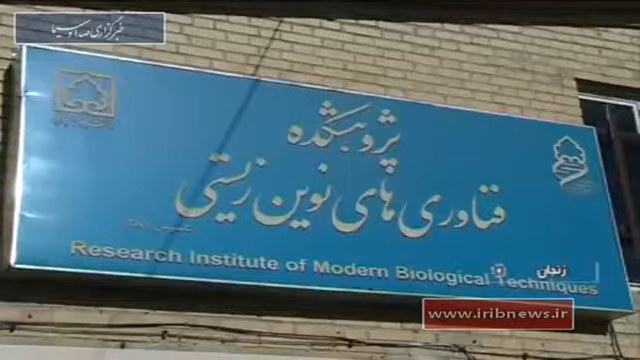 خبرگزاری صدا و سیما
پژوهشکده
فناوری های نوین زیستی
Research Institute of Modern Biological Techniques
زنجان
www.iribnews.ir